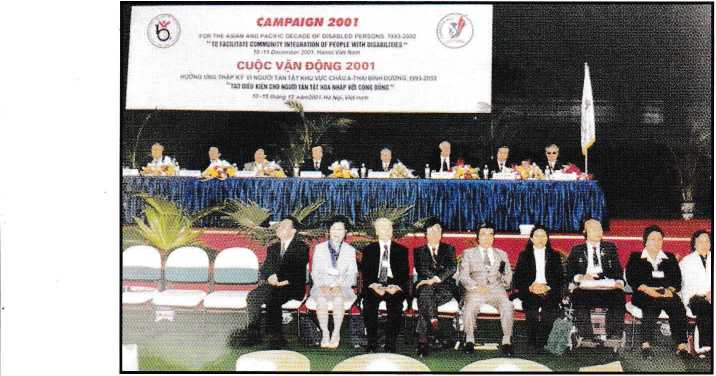 CAMPAIGN 2001
FOR THE ASIAN AND PACIFIC DECADE OF DISABLED PERSONS, 1993-2002
"TO FACILITATE COMMUNITY INTEGRATION OF PEOPLE WITH DISABILITIES"
10-15 December 2001, Hanoi, Viet Nam
CUỘC VẬN ĐỘNG 2001
HƯỞNG ỨNG THẬP KỶ VÌ NGƯỜI TÀN TẬT KHU VỰC CHÂU Á-THÁI BÌNH DƯƠNG, 1993-2002
"TẠO ĐIỀU KIỆN CHO NGƯỜI TÀN TẬT HÒA NHẬP VỚI CỘNG ĐỒNG"
10-15 tháng 12 năm 2001, Hà Nội, Việt nam